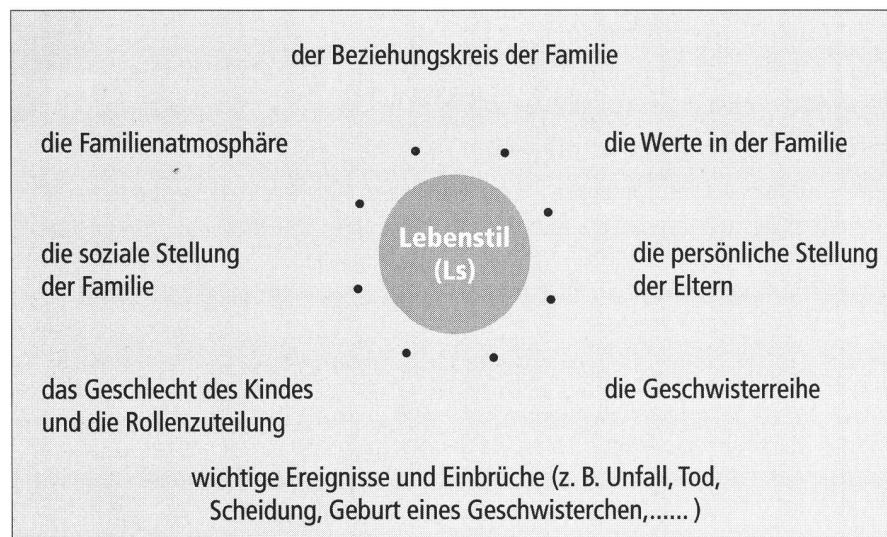 der Beziehungskreis der Familie
die Familienatmosphäre
die Werte in der Familie
Lebenstil
(Ls)
die soziale Stellung
der Familie
die persönliche Stellung
der Eltern
das Geschlecht des Kindes
und die Rollenzuteilung
die Geschwisterreihe
wichtige Ereignisse und Einbrüche (z. B. Unfall, Tod,
Scheidung, Geburt eines Geschwisterchen,...... )